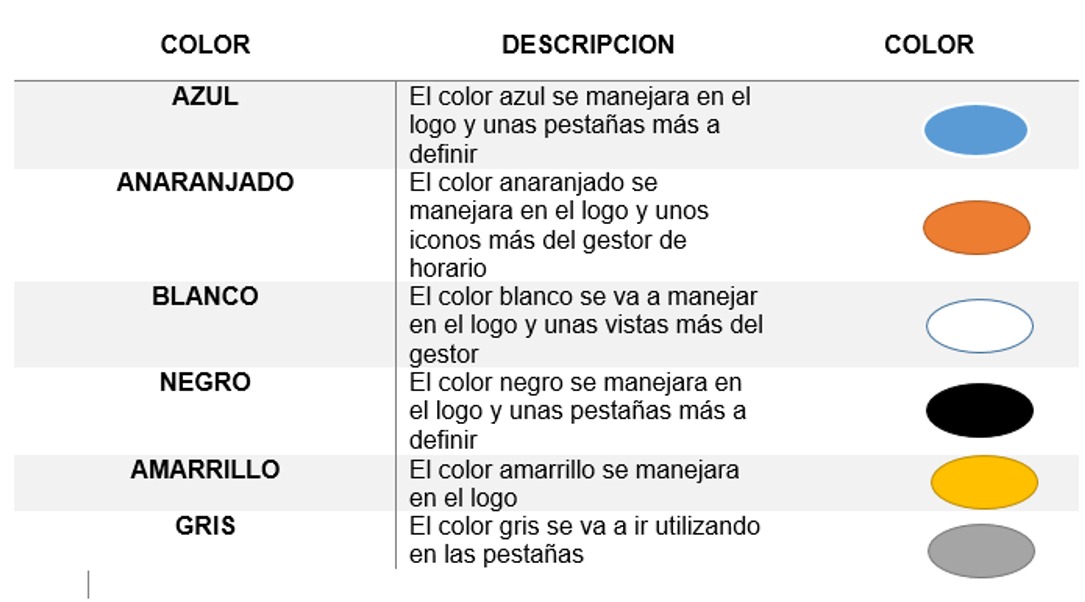 COLOR DESCRIPCION COLOR
AZUL
El color azul se manejara en el
logo y unas pestañas más a
definir
ANARANJADO
El color anaranjado se
manejara en el logo y unos
iconos más del gestor de
horario
BLANCO
El color blanco se va a manejar
en el logo y unas vistas más del
gestor
NEGRO
El color negro se manejara en
el logo y unas pestañas más a
definir
AMARRILLO
El color amarrillo se manejara
en el logo
GRIS
El color gris se va a ir utilizando
en las pestañas